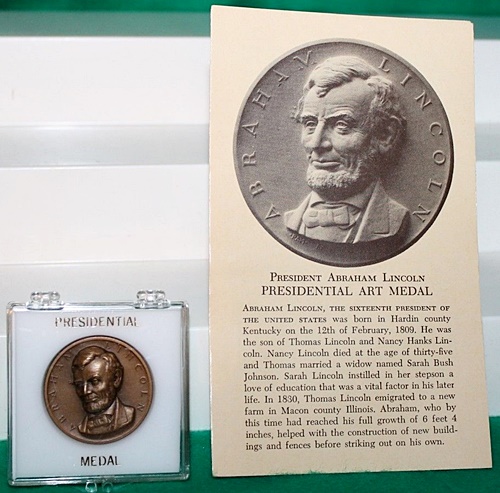 PRESIDENTIAL
ABRAHAM LINCOLN
MEDAL
ABRAHAM LINCOLN
PRESIDENT ABRAHAM LINCOLN
PRESIDENTIAL ART MEDAL
ABRAHAM LINCOLN, THE SIXTEENTH PRESIDENT OF
THE UNITED STATES was born in Hardin county
Kentucky on the 12th of February, 1809. He was
the son of Thomas Lincoln and Nancy Hanks Lin-
coln. Nancy Lincoln died at the age of thirty-five
and Thomas married a widow named Sarah Bush
Johnson. Sarah Lincoln instilled in her stepson a
love of education that was a vital factor in his later
life. In 1830, Thomas Lincoln emigrated to a new
farm in Macon county Illinois. Abraham, who by
this time had reached his full growth of 6 feet 4
inches, helped with the construction of new build-
ings and fences before striking out on his own.